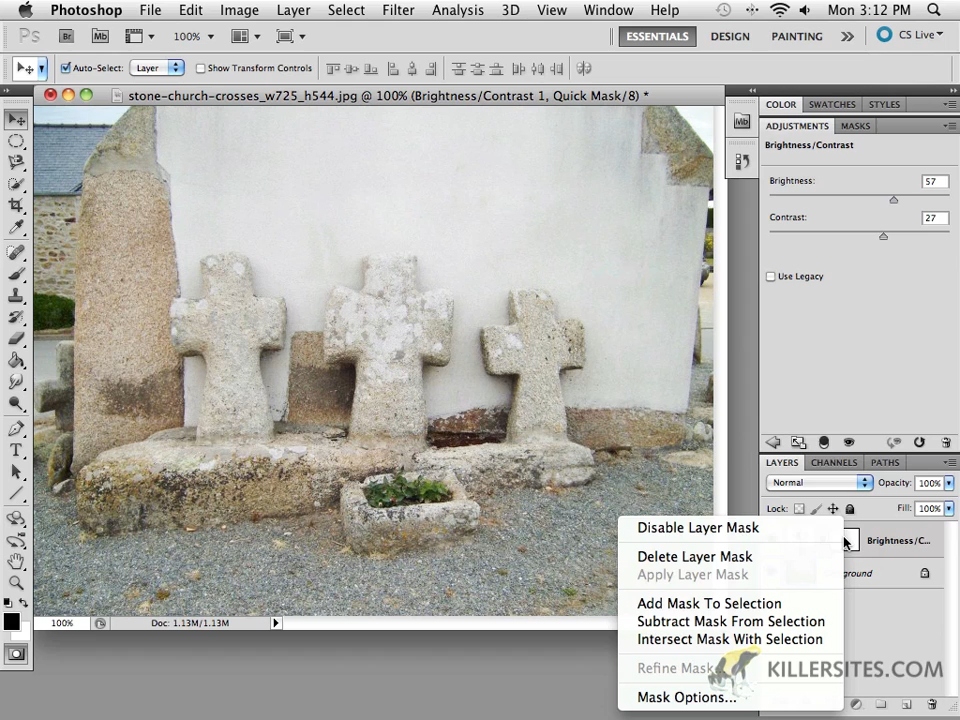 Photoshop File Edit Image Layer Select Filter Analysis 3D View Window Help Mon 3:12 PM
Ps Br Mb 100% ESSENTIALS DESIGN PAINTING CS Live
Auto-Select: Layer Show Transform Controls
stone-church-crosses_w725_h544.jpg @ 100% (Brightness/Contrast 1, Quick Mask/8) *
COLOR SWATCHES STYLES
Mb
ADJUSTMENTS MASKS
Brightness/Contrast
Brightness: 57
Contrast: 27
Use Legacy
LAYERS CHANNELS PATHS
Normal Opacity: 100%
Lock: Fill: 100%
Brightness/C...
ground
Disable Layer Mask
Delete Layer Mask
Apply Layer Mask
Add Mask To Selection
Subtract Mask From Selection
Intersect Mask With Selection
Refine Mask
Mask Options...
100% Doc: 1.13M/1.13M
KILLERSITES.COM